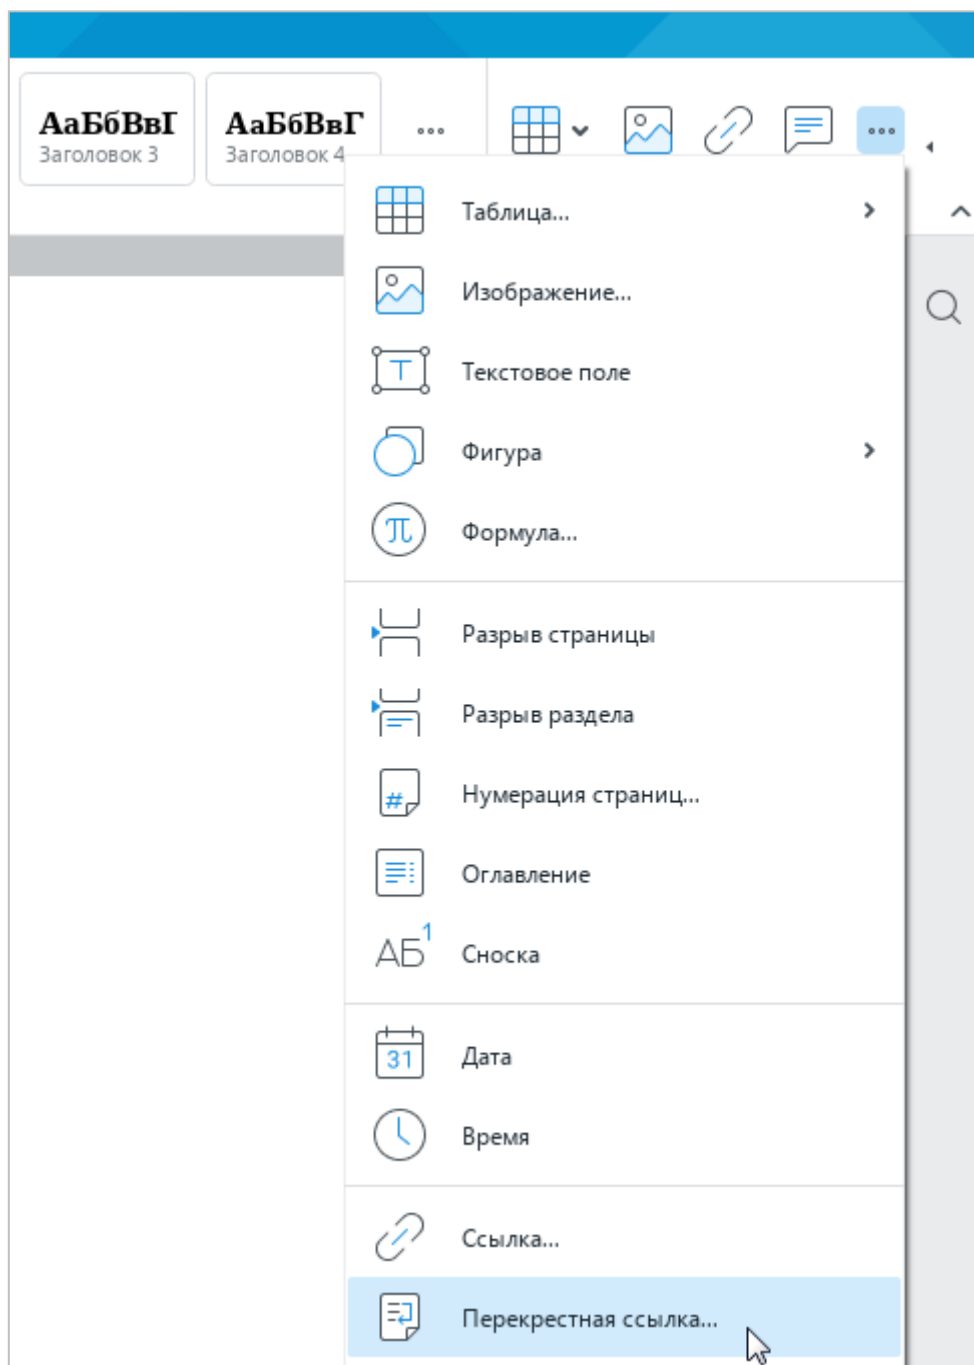 АаБбВвГ
Заголовок 3
АаБбВвГ
Заголовок 4
Таблица...
Изображение...
T
Текстовое поле
Фигура
π
Формула...
Разрыв страницы
Разрыв раздела
#
Нумерация страниц...
Оглавление
АБ1
Сноска
31
Дата
Время
Ссылка...
Перекрестная ссылка...